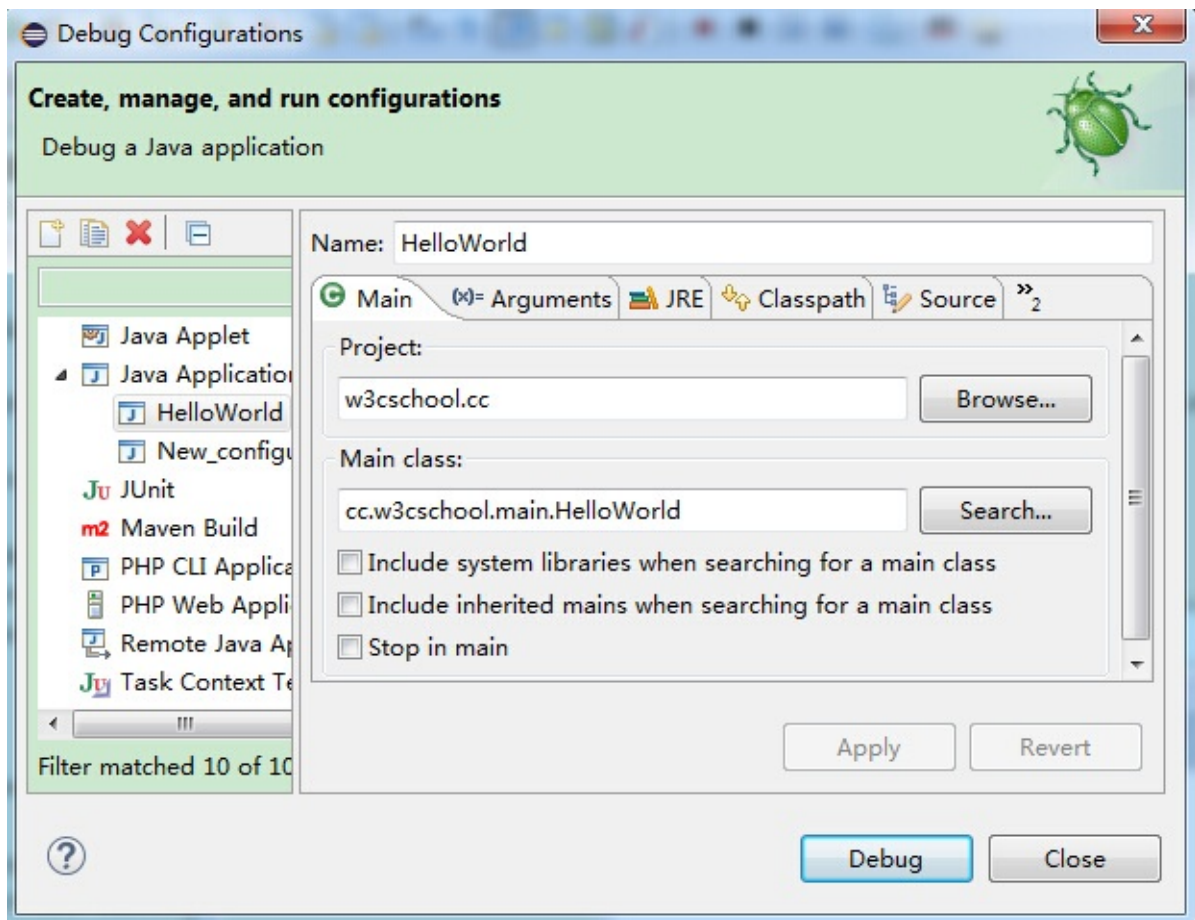 Debug Configurations
Create, manage, and run configurations
Debug a Java application
Name: HelloWorld
Main (x)= Arguments JRE Classpath Source »2
Java Applet
Java Applicatio
HelloWorld
New_configu
Ju JUnit
m2 Maven Build
PHP CLI Applica
PHP Web Appli
Remote Java Ap
Task Context Te
Filter matched 10 of 10
Project:
w3cschool.cc Browse...
Main class:
cc.w3cschool.main.HelloWorld Search...
Include system libraries when searching for a main class
Include inherited mains when searching for a main class
Stop in main
Apply Revert
? Debug Close